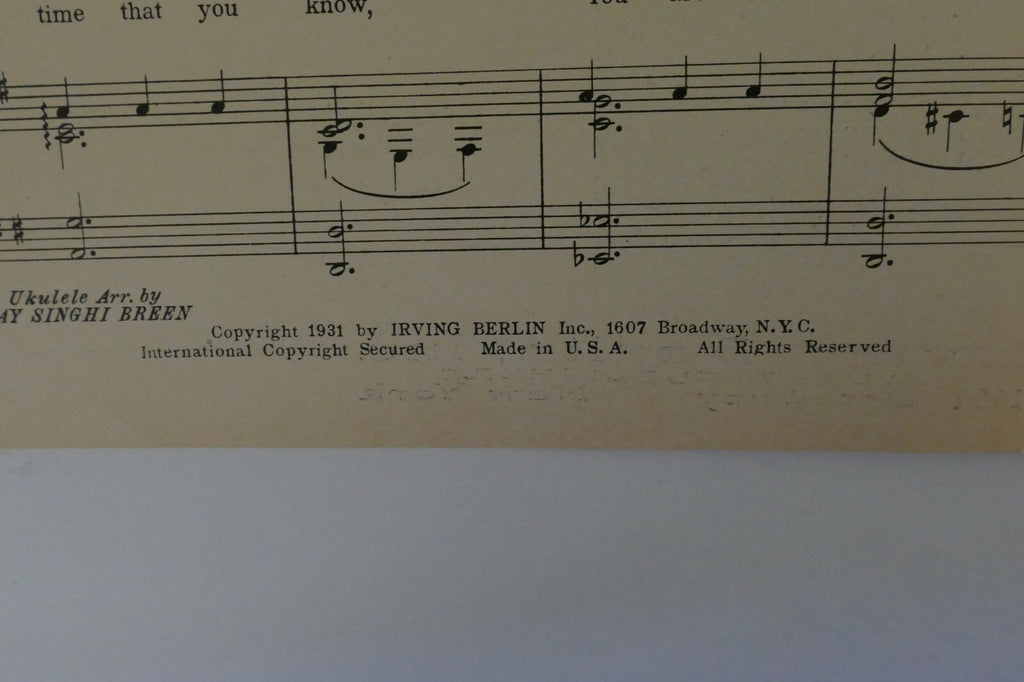 time that you know,
Ukulele Arr. by
AY SINGHI BREEN
Copyright 1931 by IRVING BERLIN Inc., 1607 Broadway, N.Y.C.
International Copyright Secured Made in U.S.A. All Rights Reserved